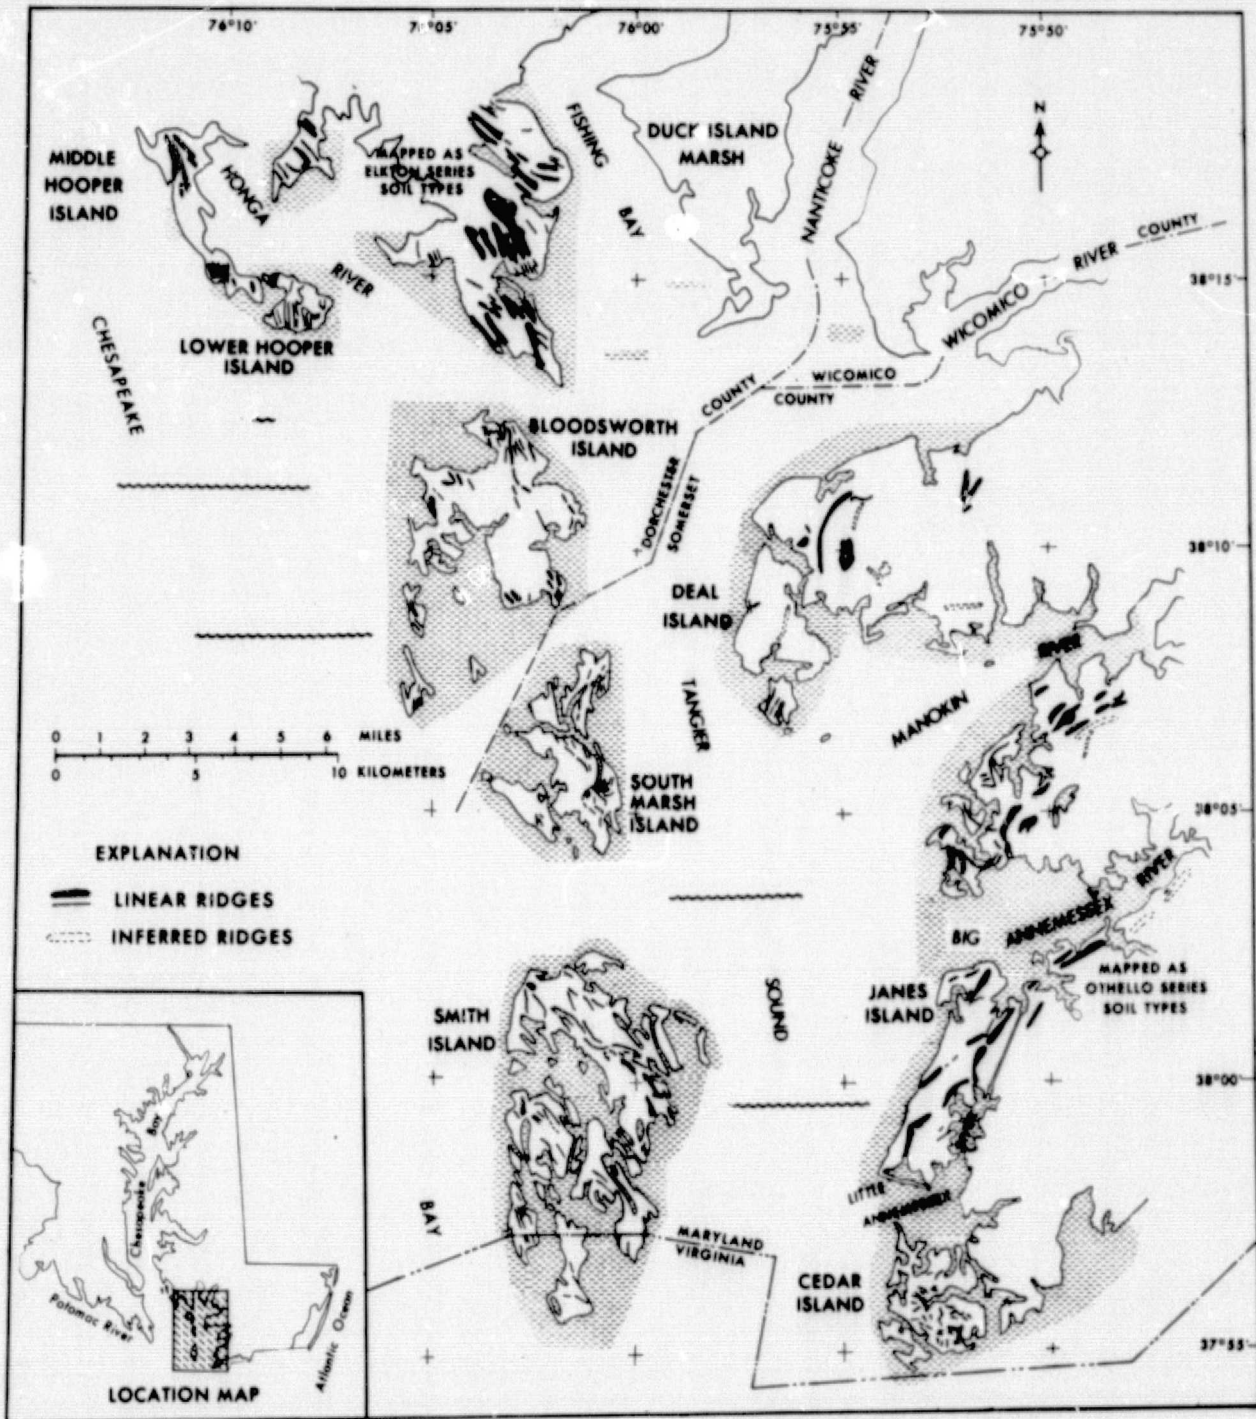 76°10'
76°05'
76°00'
75°55'
75°50'
N
MIDDLE
HOOPER
ISLAND
HONGA
RIVER
MAPPED AS
ELKTON SERIES
SOIL TYPES
FISHING
BAY
DUCK ISLAND
MARSH
NANTICOKE
RIVER
WICOMICO
RIVER
COUNTY
38°15'
LOWER HOOPER
ISLAND
CHESAPEAKE
COUNTY
WICOMICO
COUNTY
BLOODSWORTH
ISLAND
DORCHESTER
SOMERSET
38°10'
DEAL
ISLAND
RIVER
MANOKIN
TANGIER
0 1 2 3 4 5 6 MILES
0 5 10 KILOMETERS
SOUTH
MARSH
ISLAND
38°05'
EXPLANATION
LINEAR RIDGES
INFERRED RIDGES
BIG
ANNEMESSEX
RIVER
MAPPED AS
OTHELLO SERIES
SOIL TYPES
JANES
ISLAND
SOUND
SMITH
ISLAND
38°00'
LITTLE
ANNEMESSEX
BAY
MARYLAND
VIRGINIA
CEDAR
ISLAND
37°55'
Chesapeake
Bay
Potomac River
Atlantic Ocean
LOCATION MAP